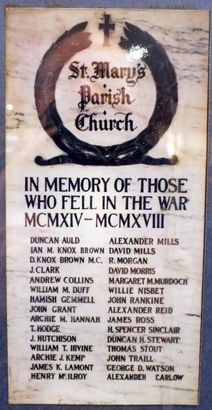 St. Mary's
Parish
Church
IN MEMORY OF THOSE
WHO FELL IN THE WAR
MCMXIV-MCMXVIII
DUNCAN AULD ALEXANDER MILLS
IAN M. KNOX BROWN DAVID MILLS
D. KNOX BROWN M.C. R. MORGAN
J. CLARK DAVID MORRIS
ANDREW COLLINS MARGARET M. MURDOCH
WILLIAM M. DUFF WILLIE NISBET
HAMISH GEMMELL JOHN RANKINE
JOHN GRANT ALEXANDER REID
ARCHIE M. HANNAH JAMES ROSS
T. HODGE H. SPENCER SINCLAIR
J. HUTCHISON DUNCAN H. STEWART
WILLIAM T. IRVINE THOMAS STOUT
ARCHIE J. KEMP JOHN TRAILL
JAMES K. LAMONT GEORGE D. WATSON
HENRY McILROY ALEXANDER CARLOW